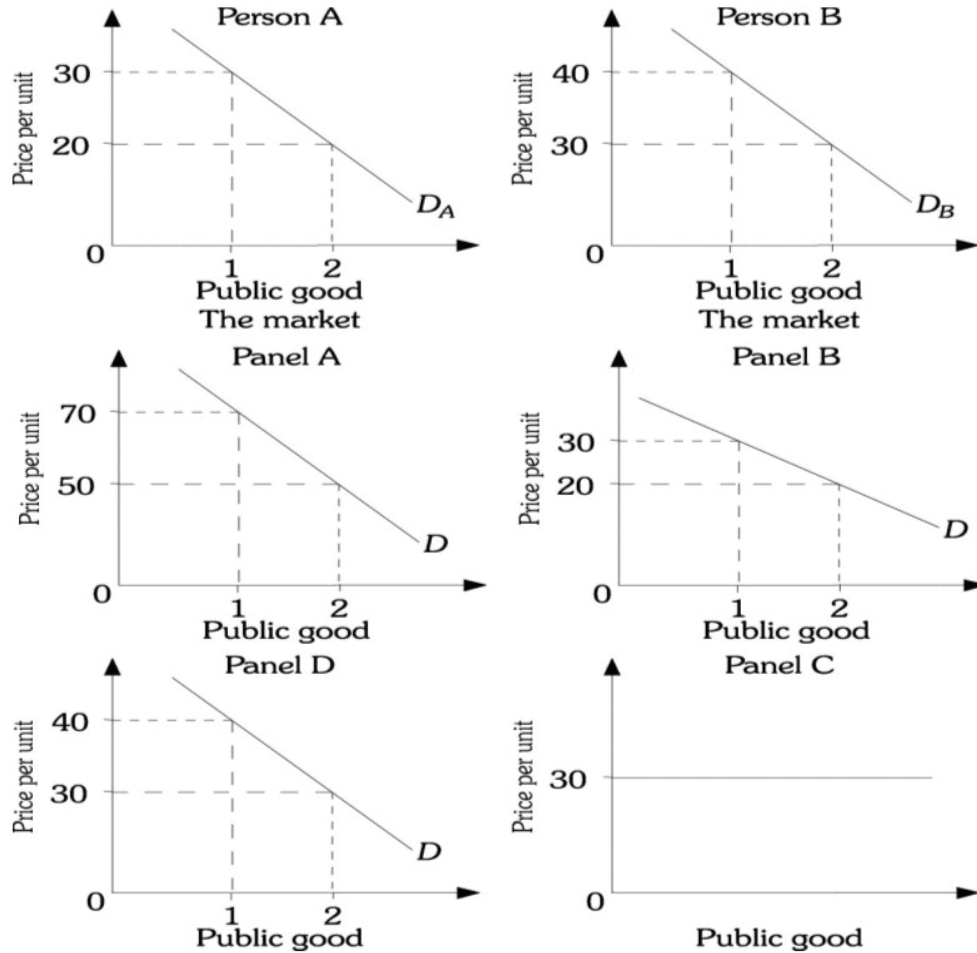 Person A
Price per unit
30
20
D_A
0
1 2
Public good
Person B
Price per unit
40
30
D_B
0
1 2
Public good
The market
Panel A
Price per unit
70
50
D
0
1 2
Public good
The market
Panel B
Price per unit
30
20
D
0
1 2
Public good
Panel D
Price per unit
40
30
D
0
1 2
Public good
Panel C
Price per unit
30
0
Public good